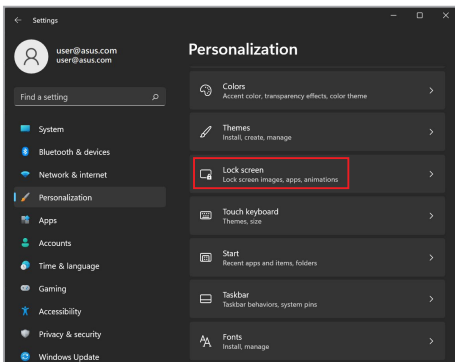 Settings
user@asus.com
user@asus.com
Find a setting
System
Bluetooth & devices
Network & internet
Personalization
Apps
Accounts
Time & language
Gaming
Accessibility
Privacy & security
Windows Update
Personalization
Colors
Accent color, transparency effects, color theme
Themes
Install, create, manage
Lock screen
Lock screen images, apps, animations
Touch keyboard
Themes, size
Start
Recent apps and items, folders
Taskbar
Taskbar behaviors, system pins
Fonts
Install, manage